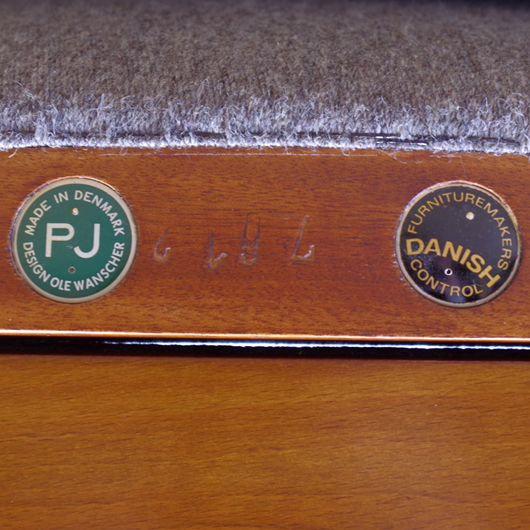 MADE IN DENMARK
PJ
DESIGN OLE WANSCHER
FURNITUREMAKERS
DANISH
CONTROL